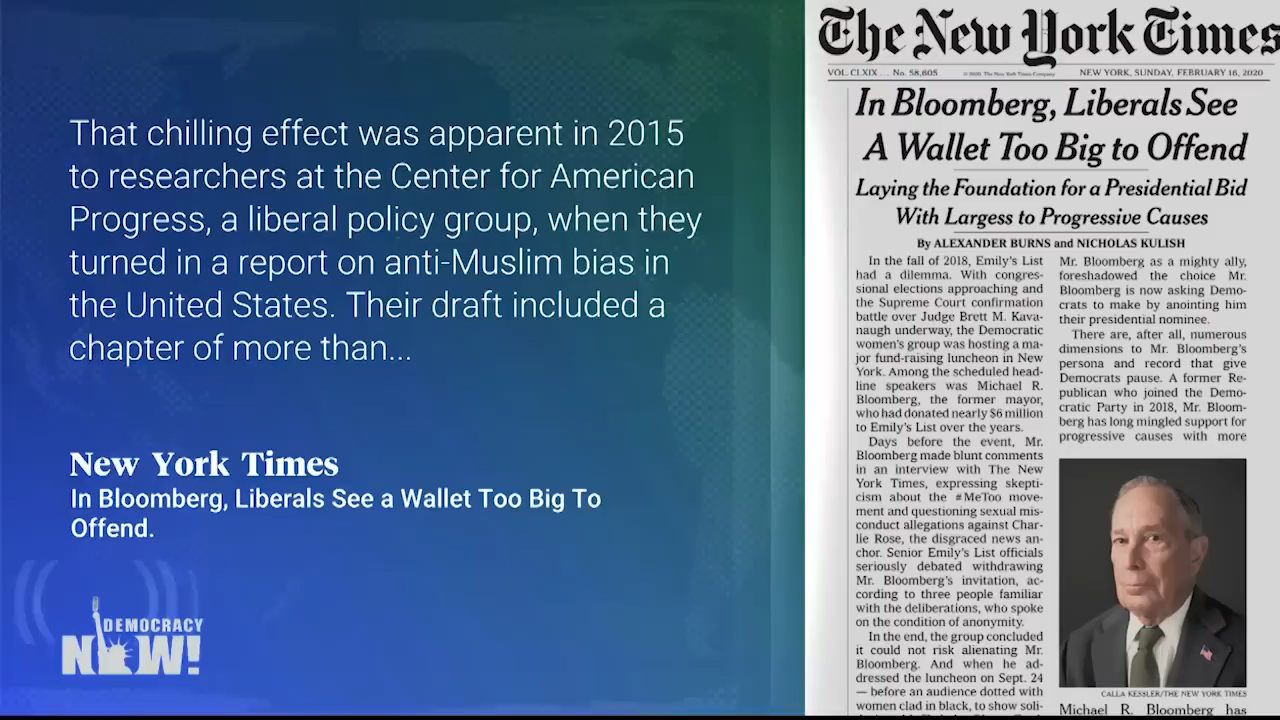 That chilling effect was apparent in 2015
to researchers at the Center for American
Progress, a liberal policy group, when they
turned in a report on anti-Muslim bias in
the United States. Their draft included a
chapter of more than...
New York Times
In Bloomberg, Liberals See a Wallet Too Big To
Offend.
DEMOCRACY
NOW!
The New York Times
VOL. CLXIX . . . No. 58,605
© 2020 The New York Times Company
NEW YORK, SUNDAY, FEBRUARY 16, 2020
In Bloomberg, Liberals See
A Wallet Too Big to Offend
Laying the Foundation for a Presidential Bid
With Largess to Progressive Causes
By ALEXANDER BURNS and NICHOLAS KULISH
In the fall of 2018, Emily's List
had a dilemma. With congres-
sional elections approaching and
the Supreme Court confirmation
battle over Judge Brett M. Kava-
naugh underway, the Democratic
women's group was hosting a ma-
jor fund-raising luncheon in New
York. Among the scheduled head-
line speakers was Michael R.
Bloomberg, the former mayor,
who had donated nearly $6 million
to Emily's List over the years.
Days before the event, Mr.
Bloomberg made blunt comments
in an interview with The New
York Times, expressing skepti-
cism about the #MeToo move-
ment and questioning sexual mis-
conduct allegations against Char-
lie Rose, the disgraced news an-
chor. Senior Emily's List officials
seriously debated withdrawing
Mr. Bloomberg's invitation, ac-
cording to three people familiar
with the deliberations, who spoke
on the condition of anonymity.
In the end, the group concluded
it could not risk alienating Mr.
Bloomberg. And when he ad-
dressed the luncheon on Sept. 24
— before an audience dotted with
women clad in black, to show soli-
Mr. Bloomberg as a mighty ally,
foreshadowed the choice Mr.
Bloomberg is now asking Demo-
crats to make by anointing him
their presidential nominee.
There are, after all, numerous
dimensions to Mr. Bloomberg's
persona and record that give
Democrats pause. A former Re-
publican who joined the Demo-
cratic Party in 2018, Mr. Bloom-
berg has long mingled support for
progressive causes with more
CALLA KESSLER/THE NEW YORK TIMES
Michael R. Bloomberg has